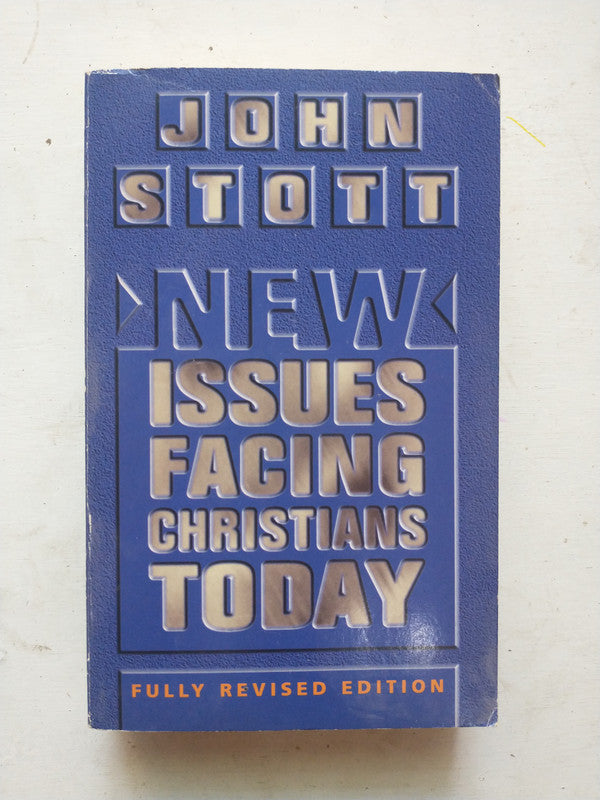 JOHN
STOTT
NEW
ISSUES
FACING
CHRISTIANS
TODAY
FULLY REVISED EDITION